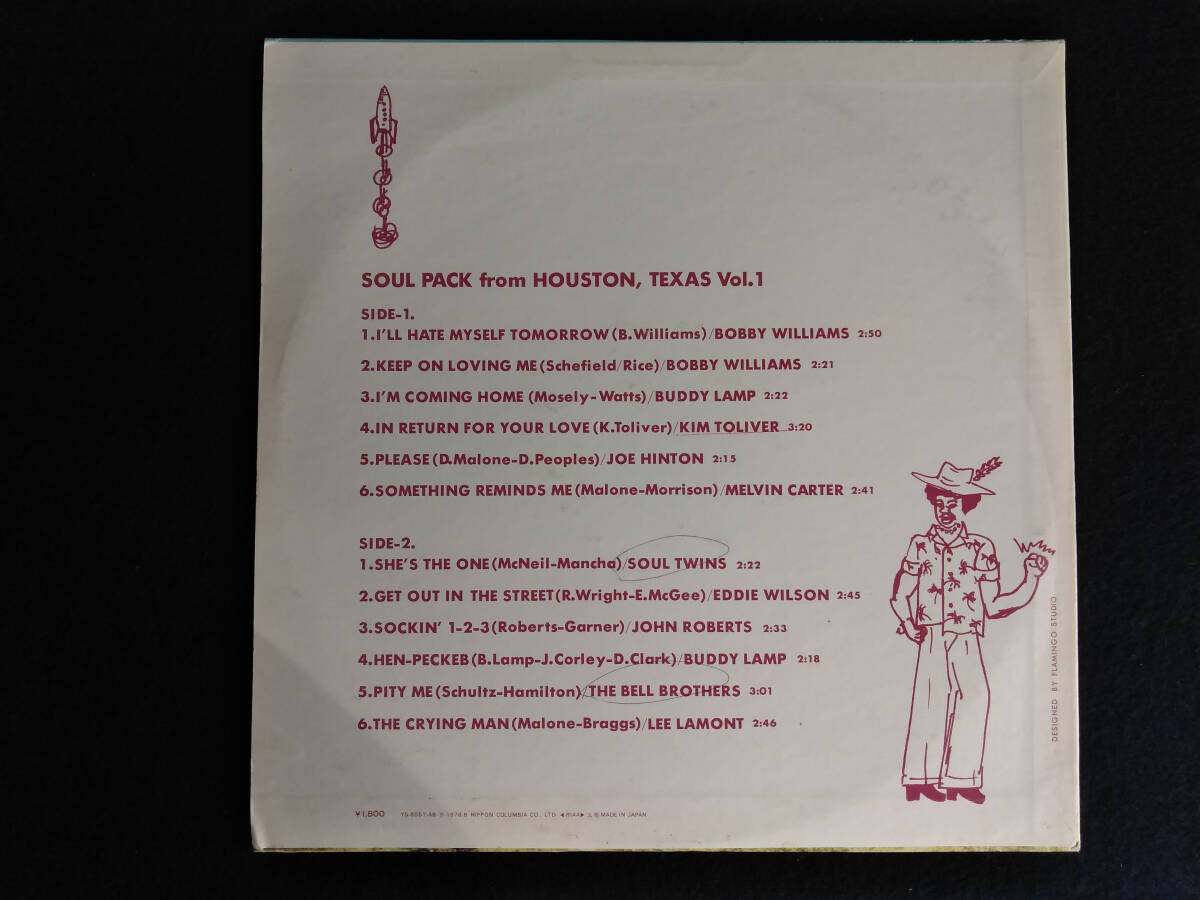 SOUL PACK from HOUSTON, TEXAS Vol.1
SIDE-1.
1.I'LL HATE MYSELF TOMORROW (B.Williams)/BOBBY WILLIAMS 2:50
2.KEEP ON LOVING ME (Schefield/Rice)/BOBBY WILLIAMS 2:21
3.I'M COMING HOME (Mosely-Watts)/BUDDY LAMP 2:22
4.IN RETURN FOR YOUR LOVE (K.Toliver)/KIM TOLIVER 3:20
5.PLEASE (D.Malone-D.Peoples)/JOE HINTON 2:15
6.SOMETHING REMINDS ME (Malone-Morrison)/MELVIN CARTER 2:41
SIDE-2.
1.SHE'S THE ONE (McNeil-Mancha)/SOUL TWINS 2:22
2.GET OUT IN THE STREET (R.Wright-E.McGee)/EDDIE WILSON 2:45
3.SOCKIN' 1-2-3 (Roberts-Garner)/JOHN ROBERTS 2:33
4.HEN-PECKEB (B.Lamp-J.Corley-D.Clark)/BUDDY LAMP 2:18
5.PITY ME (Schultz-Hamilton)/THE BELL BROTHERS 3:01
6.THE CRYING MAN (Malone-Braggs)/LEE LAMONT 2:46
DESIGNED BY FLAMINGO STUDIO
¥1,800 Ⓟ 1978.8 NIPPON COLUMBIA CO., LTD. MADE IN JAPAN